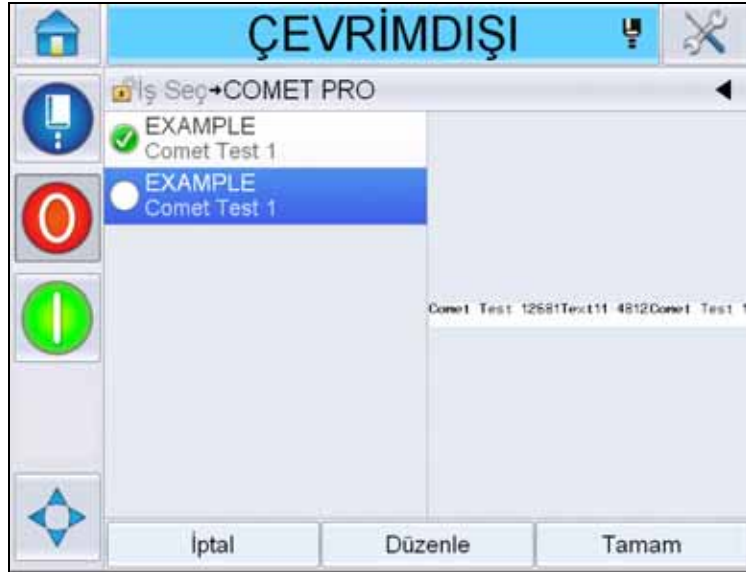 ÇEVRİMDIŞI
İş Seç→COMET PRO
EXAMPLE
Comet Test 1
EXAMPLE
Comet Test 1
Comet Test 12681Text11-4812Comet Test 1
İptal
Düzenle
Tamam